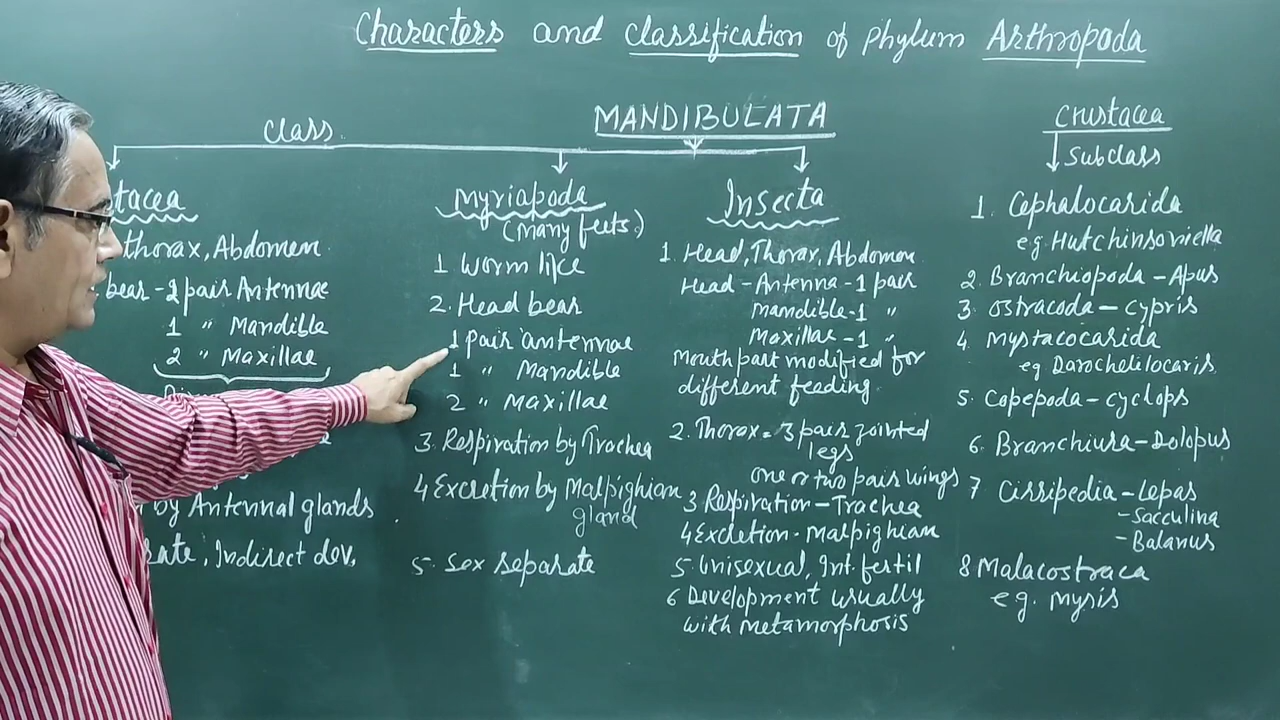 Characters and classification of phylum Arthropoda
MANDIBULATA
Class
Crustacea
Subclass
tacea
thorax, Abdomen
bear - 2 pair Antennae
1 " Mandible
2 " Maxillae
by Antennal glands
rate, Indirect dev.
Myriapoda
(Many feets.)
1 Worm like
2. Head bear
1 pair antennae
1 " Mandible
2 " Maxillae
3. Respiration by Trachea
4 Excretion by Malpighian
gland
5. Sex separate
Insecta
1. Head, Thorax, Abdomen
Head - Antenna - 1 pair
mandible - 1 "
Maxillae - 1 "
Mouth part modified for
different feeding.
2. Thorax = 3 pair jointed
legs
one or two pair wings
3 Respiration - Trachea
4 Excretion - Malpighian
5. Unisexual, Int. fertil
6 Development usually
with metamorphosis
1. Cephalocarida
eg Hutchinsoniella
2. Branchiopoda - Apus
3. Ostracoda - Cypris
4. Mystacocarida
eg Darocheilocaris
5. Copepoda - cyclops
6. Branchiura - Dolopus
7 Cirripedia - Lepas
- Sacculina
- Balanus
8 Malacostraca
e.g. Mysis